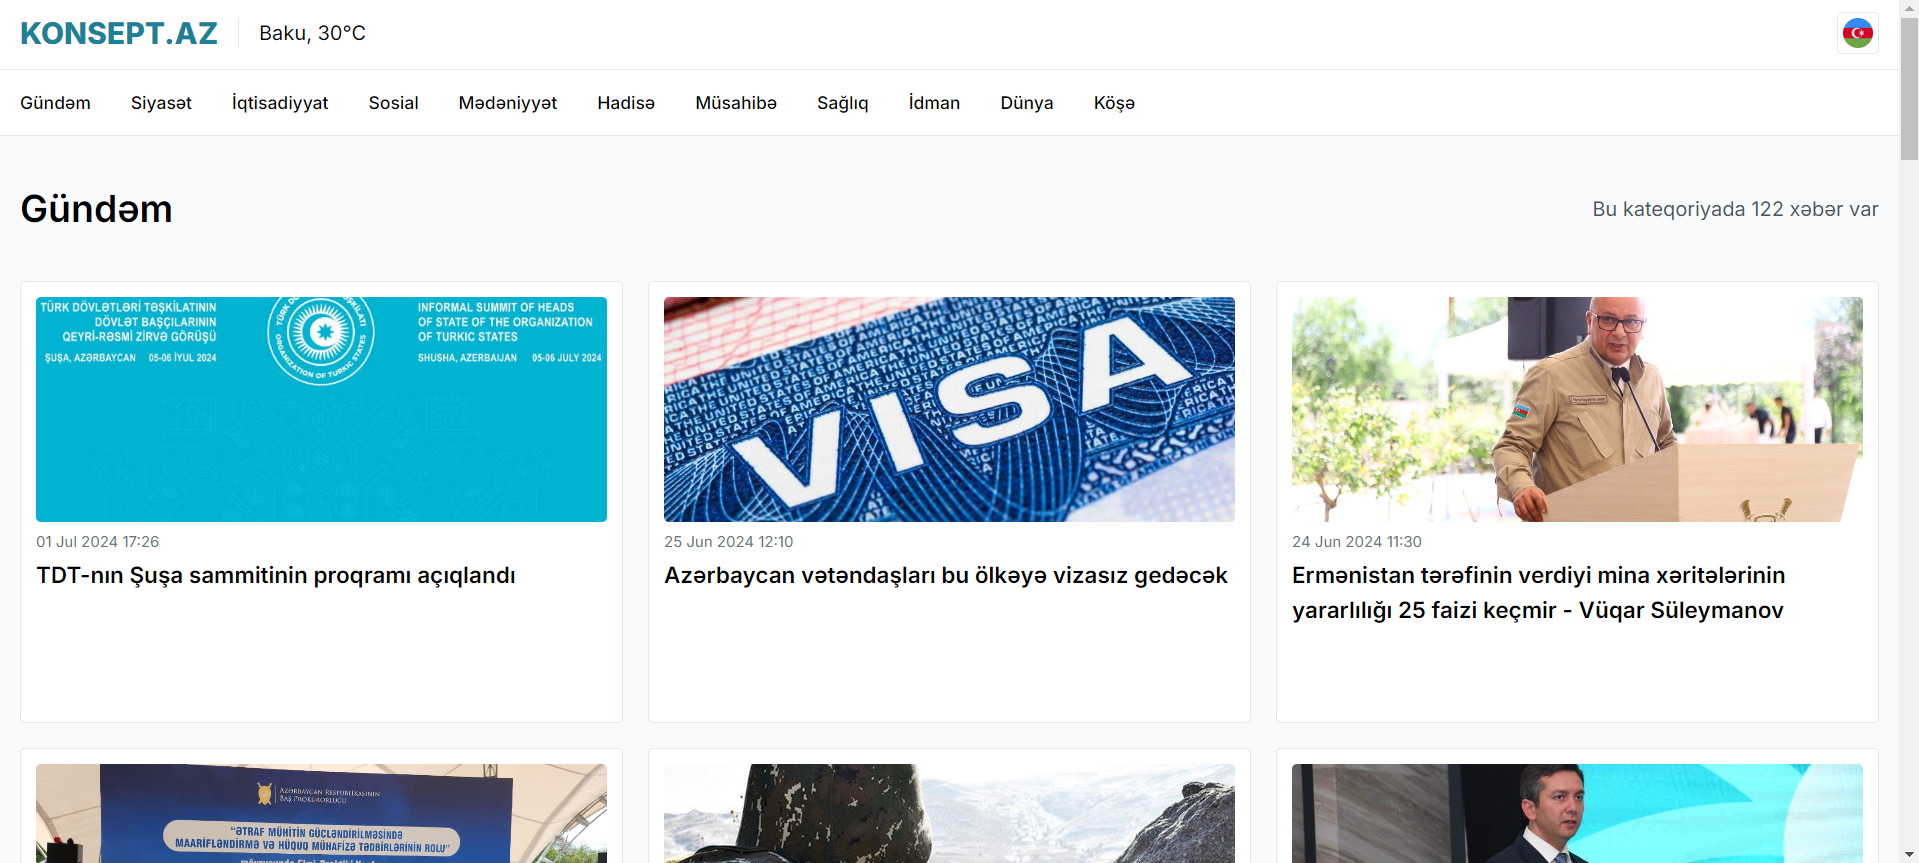 KONSEPT.AZ
Baku, 30°C
Gündəm
Siyasət
İqtisadiyyat
Sosial
Mədəniyyət
Hadisə
Müsahibə
Sağlıq
İdman
Dünya
Köşə
Gündəm
Bu kateqoriyada 122 xəbər var
TÜRK DÖVLƏTLƏRİ TƏŞKİLATININ
DÖVLƏT BAŞÇILARININ
QEYRİ-RƏSMİ ZİRVƏ GÖRÜŞÜ
ŞUŞA, AZƏRBAYCAN 05-06 İYUL 2024
ORGANIZATION OF TURKIC STATES
INFORMAL SUMMIT OF HEADS
OF STATE OF THE ORGANIZATION
OF TURKIC STATES
SHUSHA, AZERBAIJAN 05-06 JULY 2024
01 Jul 2024 17:26
TDT-nın Şuşa sammitinin proqramı açıqlandı
VISA
25 Jun 2024 12:10
Azərbaycan vətəndaşları bu ölkəyə vizasız gedəcək
24 Jun 2024 11:30
Ermənistan tərəfinin verdiyi mina xəritələrinin
yararlılığı 25 faizi keçmir - Vüqar Süleymanov
AZƏRBAYCAN RESPUBLİKASININ
BAŞ PROKURORLUĞU
"ƏTRAF MÜHİTİN GÜCLƏNDİRİLMƏSİNDƏ
MAARİFLƏNDİRMƏ VƏ HÜQUQ MÜHAFİZƏ TƏDBİRLƏRİNİN ROLU"